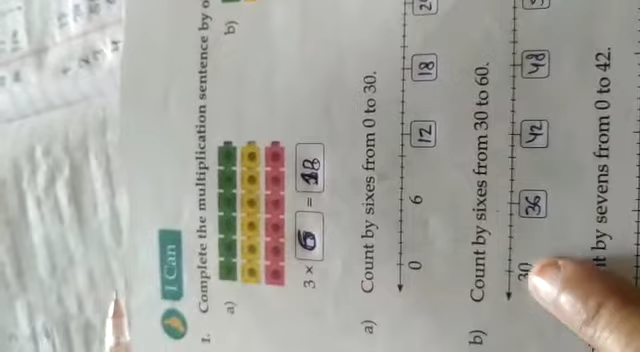 I Can
1. Complete the multiplication sentence by
a)
b)
3 × 6 = 18
a) Count by sixes from 0 to 30.
0 6 12 18
b) Count by sixes from 30 to 60.
30 36 42 48
by sevens from 0 to 42.